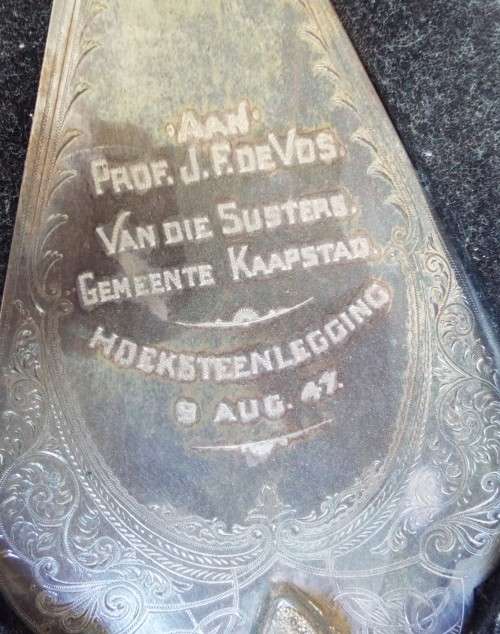 · AAN ·
PROF. J. F. DE VOS.
VAN DIE SUSTERS.
GEMEENTE KAAPSTAD.
HOEKSTEENLEGGING
9 AUG. 47.